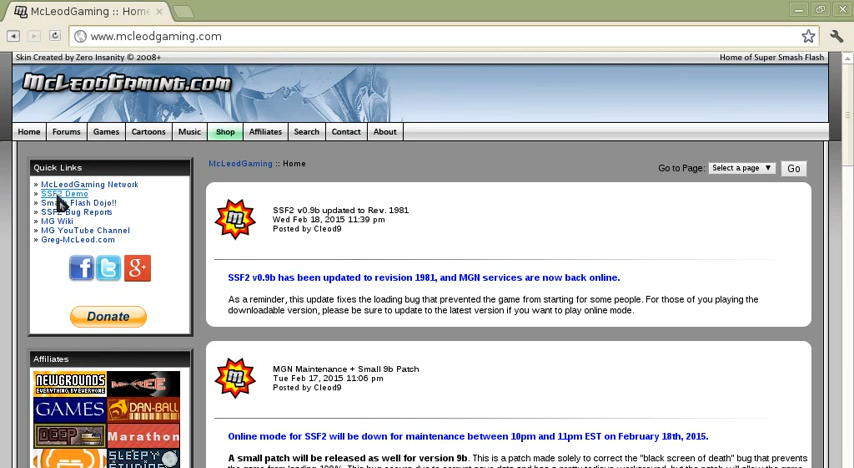 McLeodGaming :: Home
www.mcleodgaming.com
Skin Created by Zero Insanity © 2008+
Home of Super Smash Flash
McLeodGaming.com
Home Forums Games Cartoons Music Shop Affiliates Search Contact About
Quick Links
» McLeodGaming Network
» SSF2 Demo
» Smash Flash Dojo!!
» SSF2 Bug Reports
» MG Wiki
» MG YouTube Channel
» Greg-McLeod.com
Donate
Affiliates
NEWGROUNDS
EVERYTHING, BY EVERYONE
GAMES
DAN-BALL
DEEP
Marathon
SLEEPY
STUDIOS
McLeodGaming :: Home
Go to Page: Select a page Go
SSF2 v0.9b updated to Rev. 1981
Wed Feb 18, 2015 11:39 pm
Posted by Cleod9
SSF2 v0.9b has been updated to revision 1981, and MGN services are now back online.
As a reminder, this update fixes the loading bug that prevented the game from starting for some people. For those of you playing the
downloadable version, please be sure to update to the latest version if you want to play online mode.
MGN Maintenance + Small 9b Patch
Tue Feb 17, 2015 11:06 pm
Posted by Cleod9
Online mode for SSF2 will be down for maintenance between 10pm and 11pm EST on February 18th, 2015.
A small patch will be released as well for version 9b. This is a patch made solely to correct the "black screen of death" bug that prevents